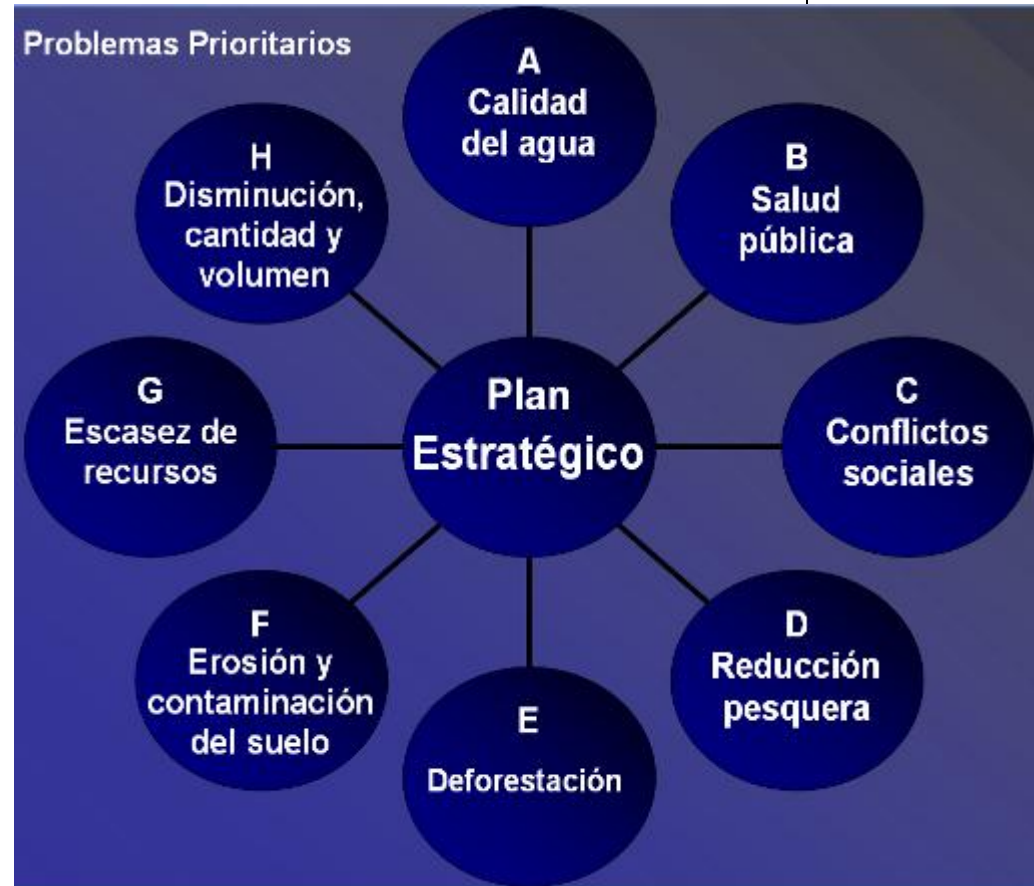 Problemas Prioritarios
A
Calidad
del agua
B
Salud
pública
C
Conflictos
sociales
D
Reducción
pesquera
E
Deforestación
F
Erosión y
contaminación
del suelo
G
Escasez de
recursos
H
Disminución,
cantidad y
volumen
Plan
Estratégico